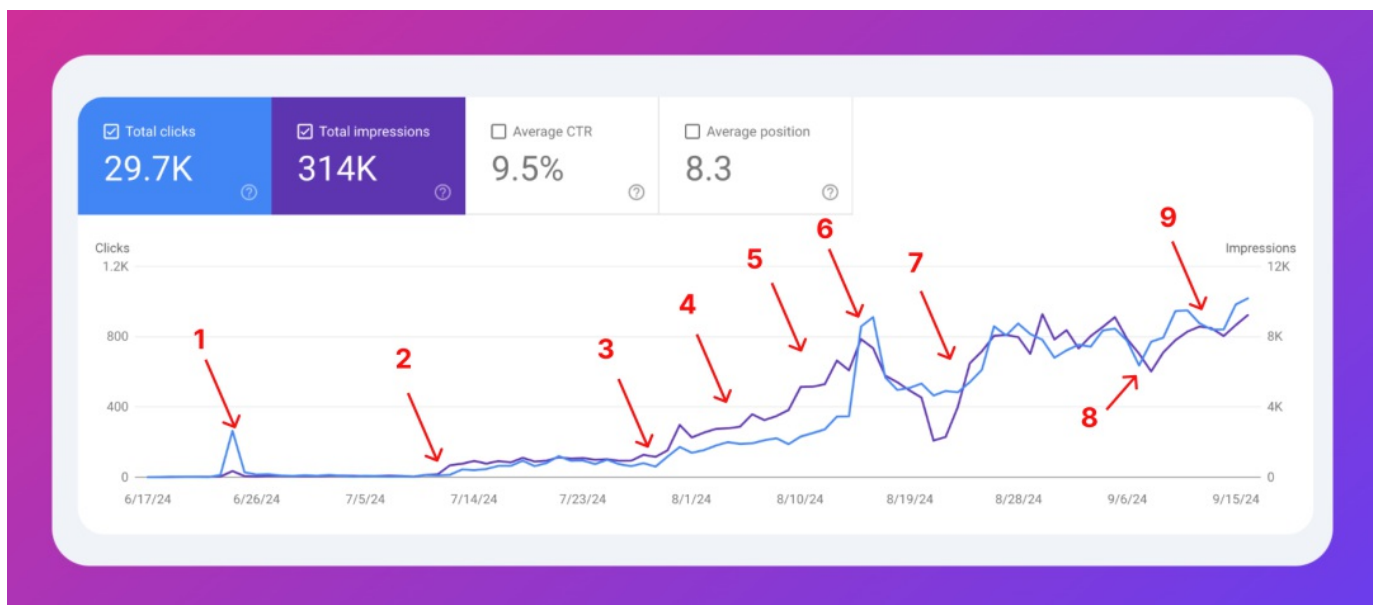 Total clicks
29.7K
Total impressions
314K
Average CTR
9.5%
Average position
8.3
Clicks
Impressions
1.2K
12K
800
8K
400
4K
0
0
1
2
3
4
5
6
7
8
9
6/17/24
6/26/24
7/5/24
7/14/24
7/23/24
8/1/24
8/10/24
8/19/24
8/28/24
9/6/24
9/15/24